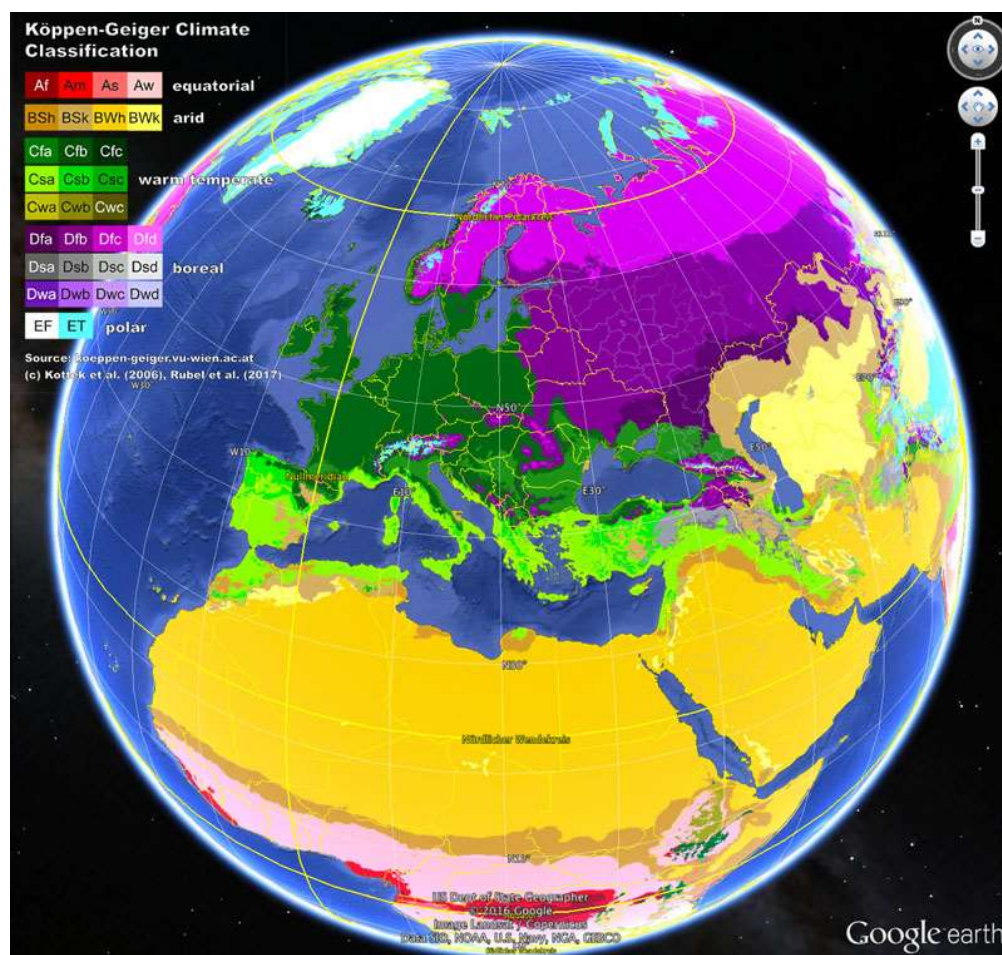 Köppen-Geiger Climate
Classification
Af Am As Aw equatorial
BSh BSk BWh BWk arid
Cfa Cfb Cfc
Csa Csb Csc warm temperate
Cwa Cwb Cwc
Dfa Dfb Dfc Dfd
Dsa Dsb Dsc Dsd boreal
Dwa Dwb Dwc Dwd
EF ET polar
Source: koeppen-geiger.vu-wien.ac.at
(c) Kottek et al. (2006), Rubel et al. (2017)
N
Nördlicher Polarkreis
W30°
N50°
E50°
W10°
Nullmeridian
E10°
E30°
N30°
Nördlicher Wendekreis
N10°
US Dept of State Geographer
© 2016 Google
Image Landsat / Copernicus
Data SIO, NOAA, U.S. Navy, NGA, GEBCO
Google earth